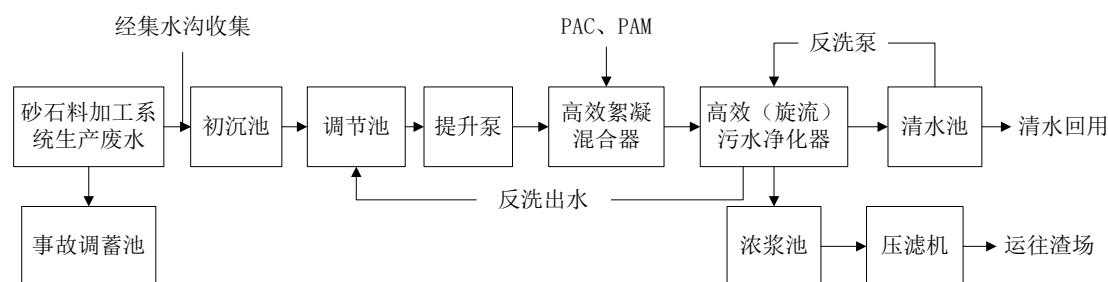 经集水沟收集
PAC、PAM
反洗泵
砂石料加工系
统生产废水
初沉池
调节池
提升泵
高效絮凝
混合器
高效（旋流）
污水净化器
清水池
清水回用
反洗出水
事故调蓄池
浓浆池
压滤机
运往渣场